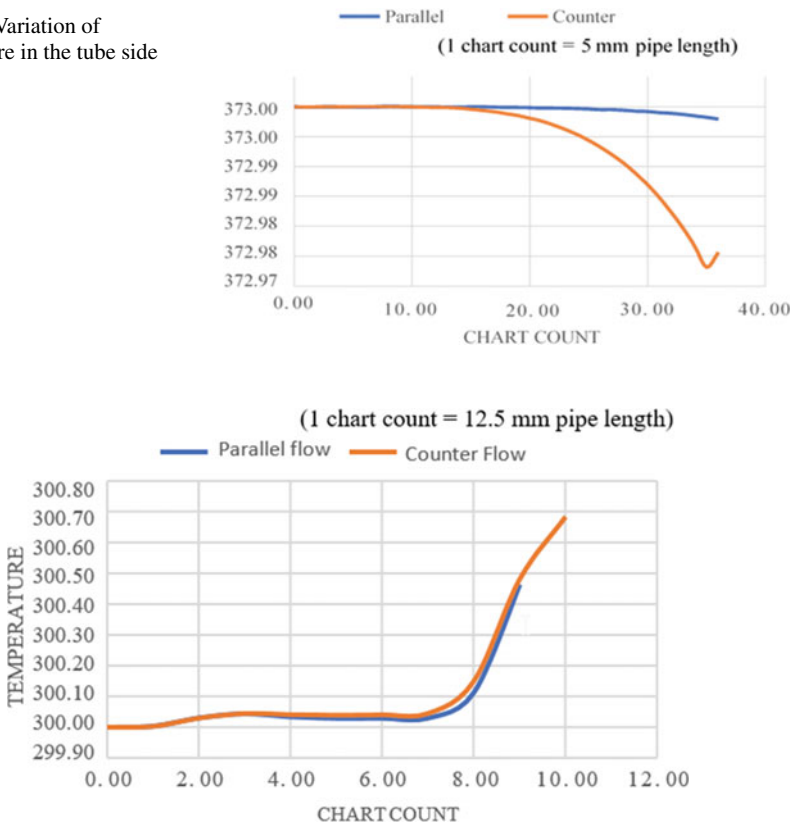 Variation of
re in the tube side
Parallel Counter
(1 chart count = 5 mm pipe length)
373.00
373.00
372.99
372.99
372.98
372.98
372.97
0.00 10.00 20.00 30.00 40.00
CHART COUNT
(1 chart count = 12.5 mm pipe length)
Parallel flow Counter Flow
300.80
300.70
300.60
300.50
300.40
300.30
300.20
300.10
300.00
299.90
TEMPERATURE
0.00 2.00 4.00 6.00 8.00 10.00 12.00
CHART COUNT